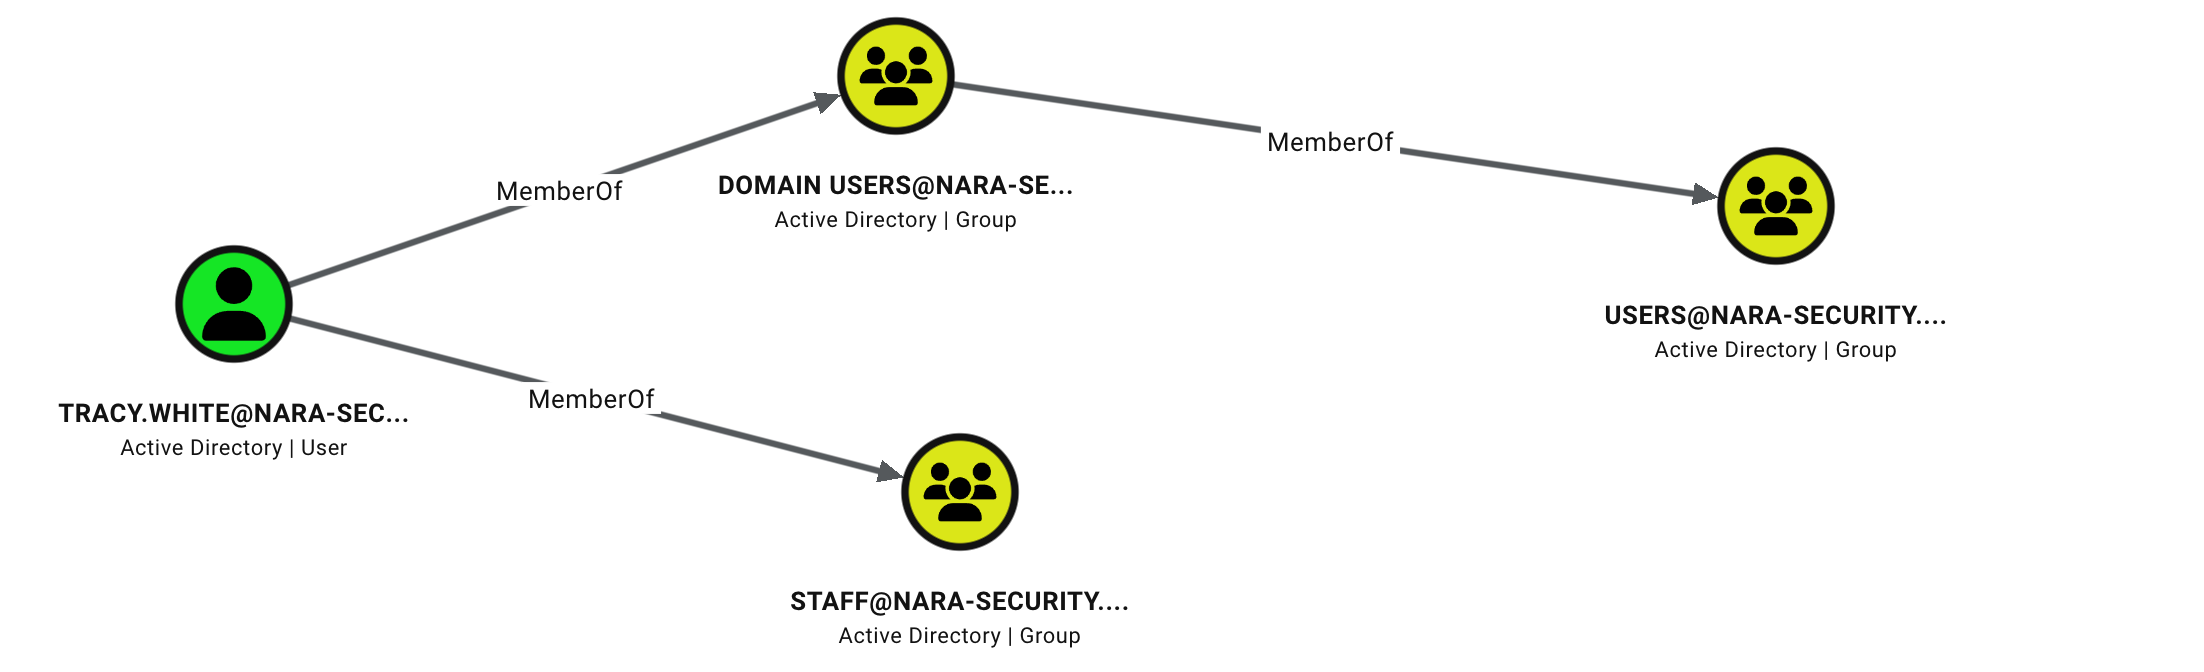 DOMAIN USERS@NARA-SE...
Active Directory | Group
MemberOf
MemberOf
USERS@NARA-SECURITY....
Active Directory | Group
TRACY.WHITE@NARA-SEC...
Active Directory | User
MemberOf
STAFF@NARA-SECURITY....
Active Directory | Group